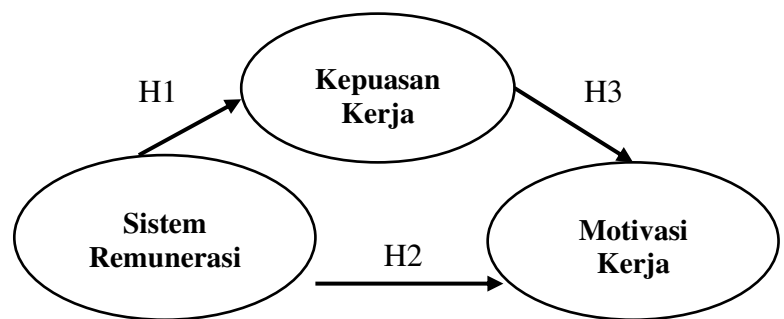 H1
Kepuasan
Kerja
H3
Sistem
Remunerasi
H2
Motivasi
Kerja